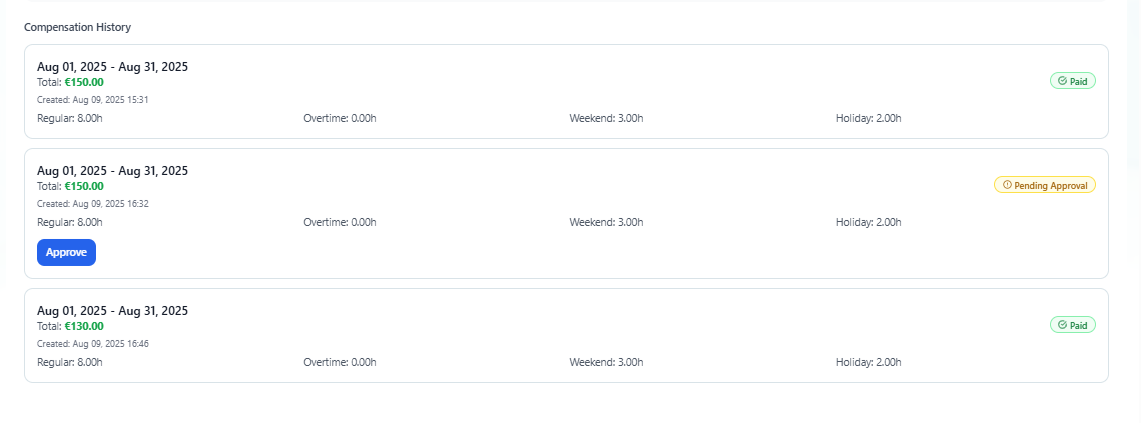 Compensation History
Aug 01, 2025 - Aug 31, 2025
Total: €150.00
Paid
Created: Aug 09, 2025 15:31
Regular: 8.00h Overtime: 0.00h Weekend: 3.00h Holiday: 2.00h
Aug 01, 2025 - Aug 31, 2025
Total: €150.00
Pending Approval
Created: Aug 09, 2025 16:32
Regular: 8.00h Overtime: 0.00h Weekend: 3.00h Holiday: 2.00h
Approve
Aug 01, 2025 - Aug 31, 2025
Total: €130.00
Paid
Created: Aug 09, 2025 16:46
Regular: 8.00h Overtime: 0.00h Weekend: 3.00h Holiday: 2.00h